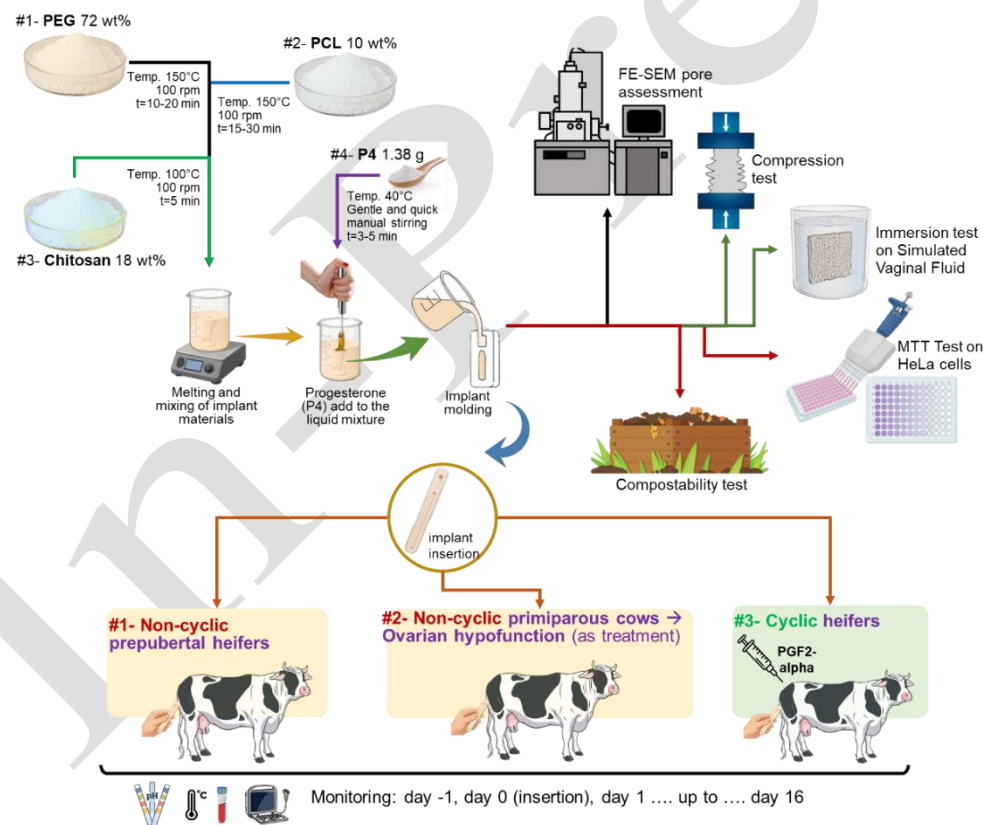 #1- PEG 72 wt%
#2- PCL 10 wt%
Temp. 150°C
100 rpm
t=10-20 min
Temp. 150°C
100 rpm
t=15-30 min
#4- P4 1.38 g
Temp. 100°C
100 rpm
t=5 min
Temp. 40°C
Gentle and quick
manual stirring
t=3-5 min
#3- Chitosan 18 wt%
FE-SEM pore
assessment
Compression
test
Immersion test
on Simulated
Vaginal Fluid
MTT Test on
HeLa cells
Melting and
mixing of implant
materials
Progesterone
(P4) add to the
liquid mixture
Implant
molding
Compostability test
implant
insertion
#1- Non-cyclic
prepubertal heifers
#2- Non-cyclic primiparous cows →
Ovarian hypofunction (as treatment)
#3- Cyclic heifers
PGF2-
alpha
pH
°C
Monitoring: day -1, day 0 (insertion), day 1 .... up to .... day 16